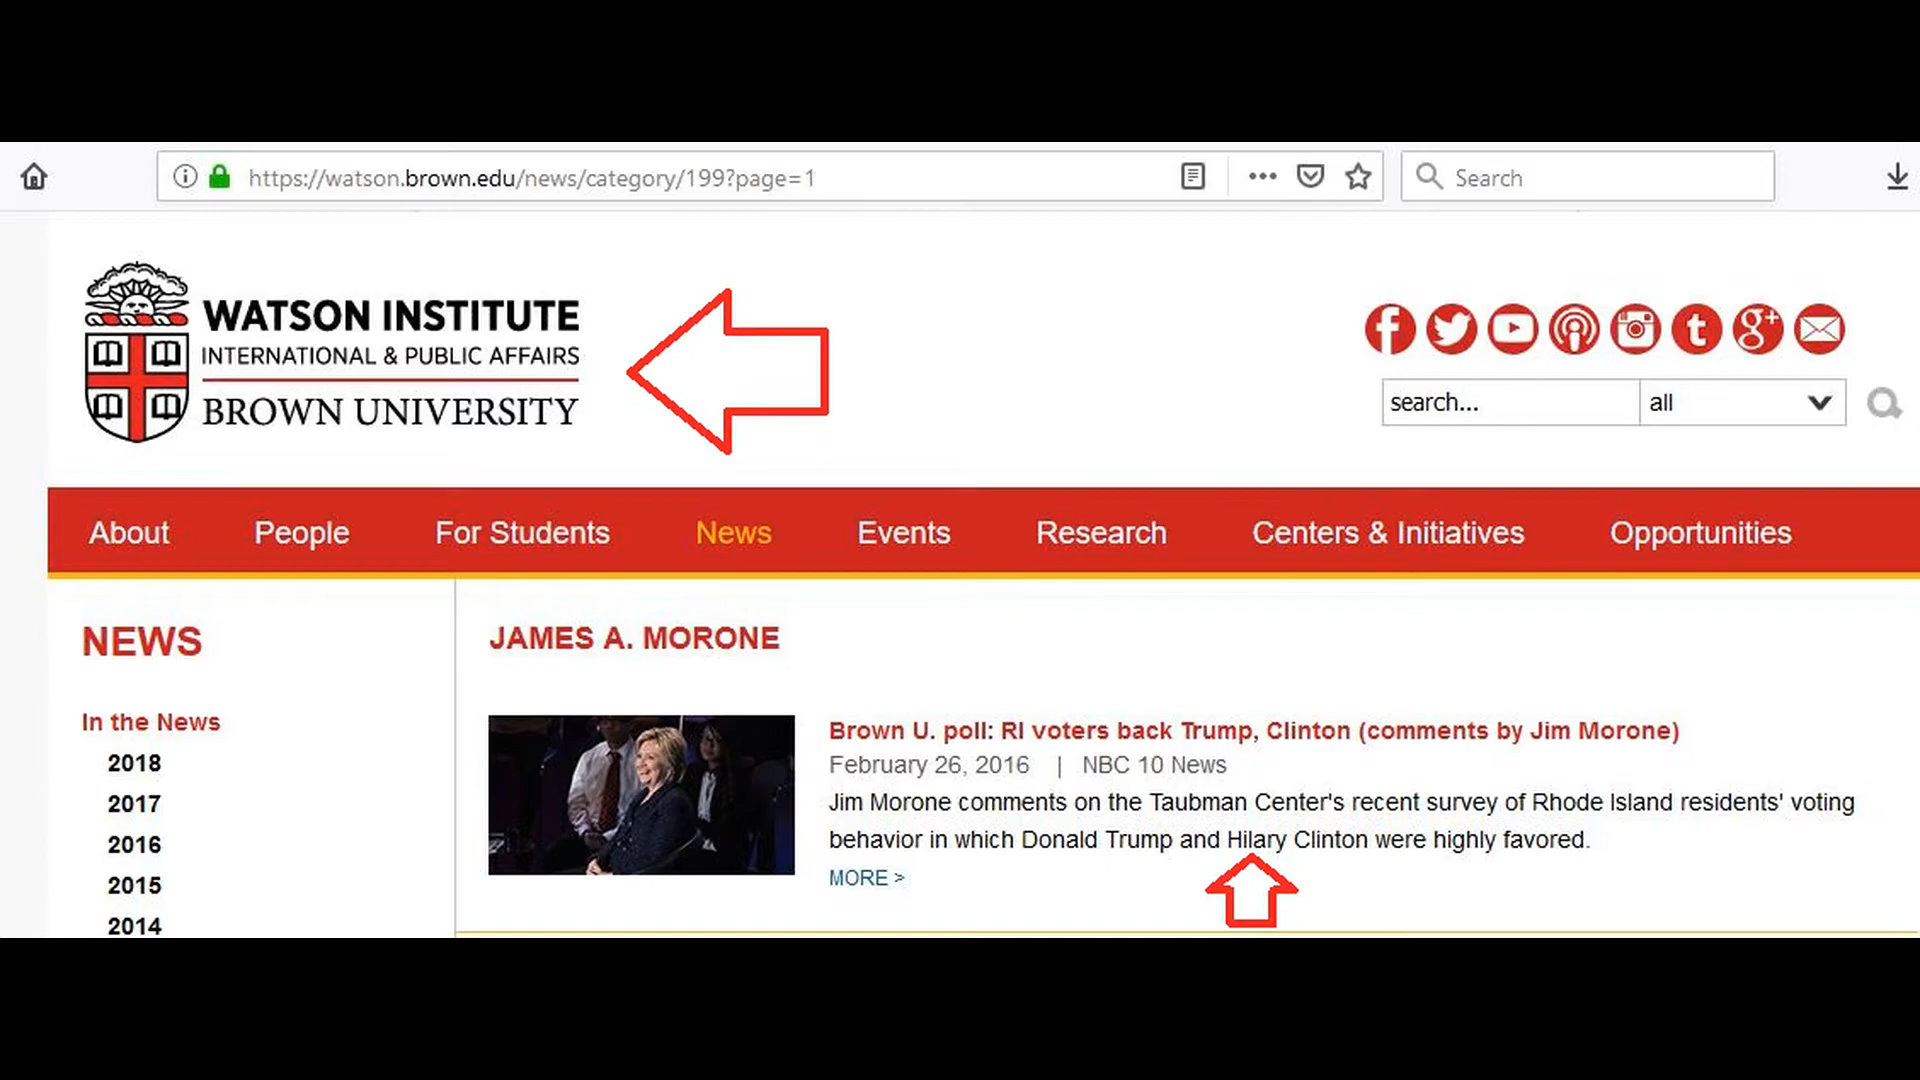 https://watson.brown.edu/news/category/199?page=1
Search
WATSON INSTITUTE
INTERNATIONAL & PUBLIC AFFAIRS
BROWN UNIVERSITY
search...
all
About People For Students News Events Research Centers & Initiatives Opportunities
NEWS
In the News
2018
2017
2016
2015
2014
JAMES A. MORONE
Brown U. poll: RI voters back Trump, Clinton (comments by Jim Morone)
February 26, 2016 | NBC 10 News
Jim Morone comments on the Taubman Center's recent survey of Rhode Island residents' voting
behavior in which Donald Trump and Hilary Clinton were highly favored.
MORE >